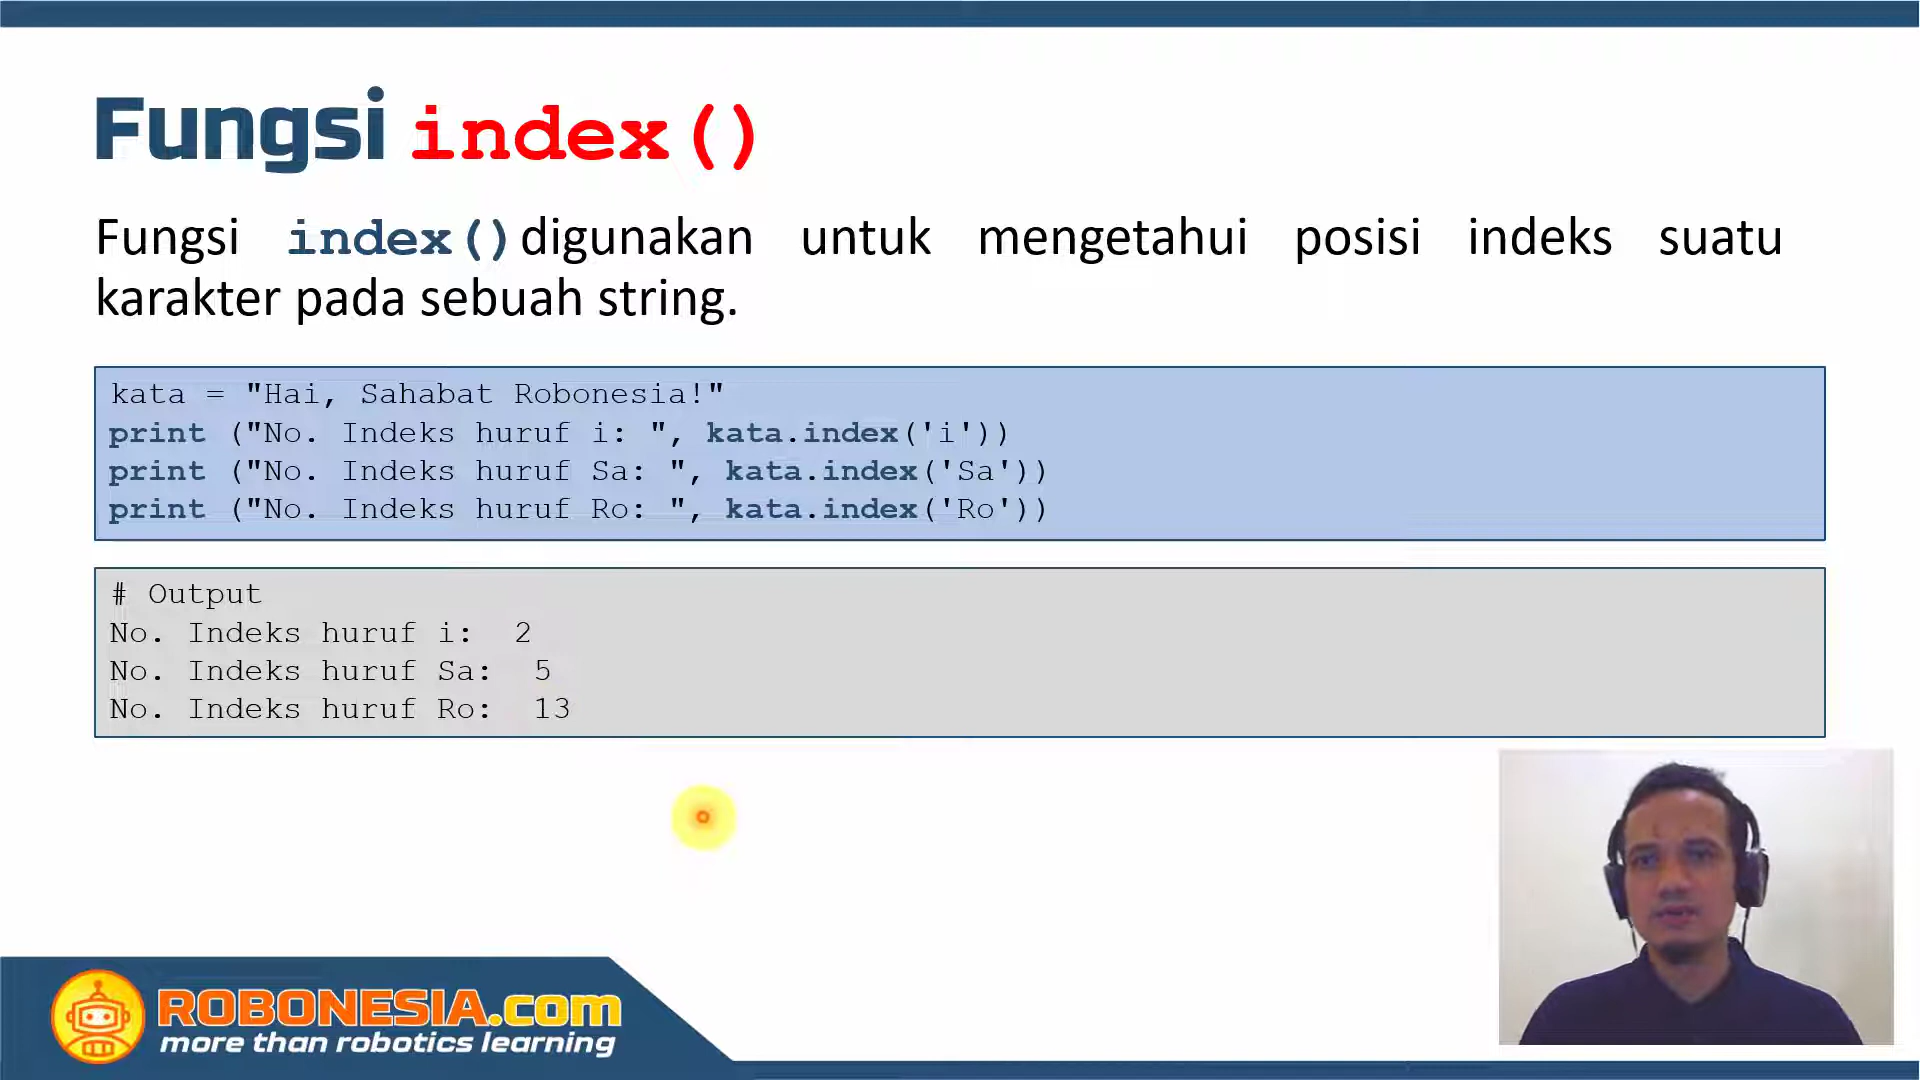 Fungsi index()
Fungsi index() digunakan untuk mengetahui posisi indeks suatu
karakter pada sebuah string.
kata = "Hai, Sahabat Robonesia!"
print ("No. Indeks huruf i: ", kata.index('i'))
print ("No. Indeks huruf Sa: ", kata.index('Sa'))
print ("No. Indeks huruf Ro: ", kata.index('Ro'))
# Output
No. Indeks huruf i:  2
No. Indeks huruf Sa:  5
No. Indeks huruf Ro:  13
ROBONESIA.com
more than robotics learning